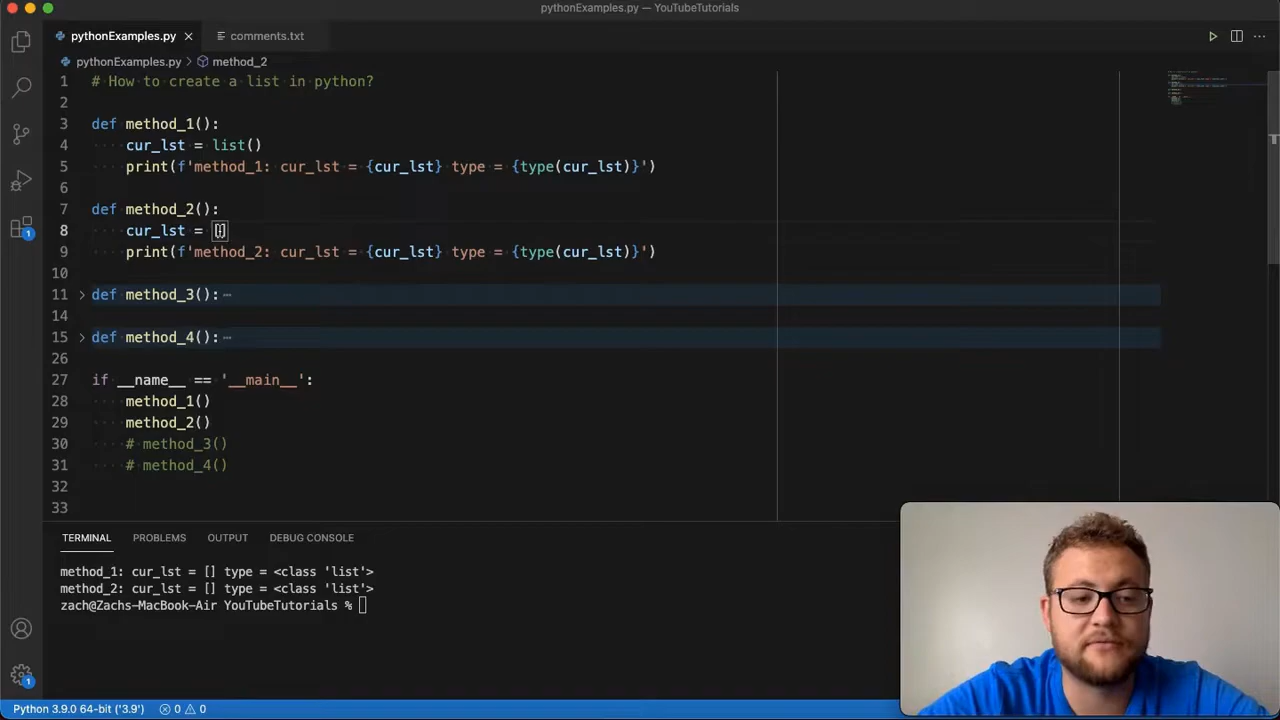 pythonExamples.py — YouTubeTutorials
pythonExamples.py
comments.txt
pythonExamples.py > method_2
1 # How to create a list in python?
2
3 def method_1():
4 cur_lst = list()
5 print(f'method_1: cur_lst = {cur_lst} type = {type(cur_lst)}')
6
7 def method_2():
8 cur_lst = []
9 print(f'method_2: cur_lst = {cur_lst} type = {type(cur_lst)}')
10
11 def method_3(): ⋯
14
15 def method_4(): ⋯
26
27 if __name__ == '__main__':
28 method_1()
29 method_2()
30 # method_3()
31 # method_4()
32
33
1
1
TERMINAL PROBLEMS OUTPUT DEBUG CONSOLE
method_1: cur_lst = [] type = <class 'list'>
method_2: cur_lst = [] type = <class 'list'>
zach@Zachs-MacBook-Air YouTubeTutorials %
Python 3.9.0 64-bit ('3.9') 0 0